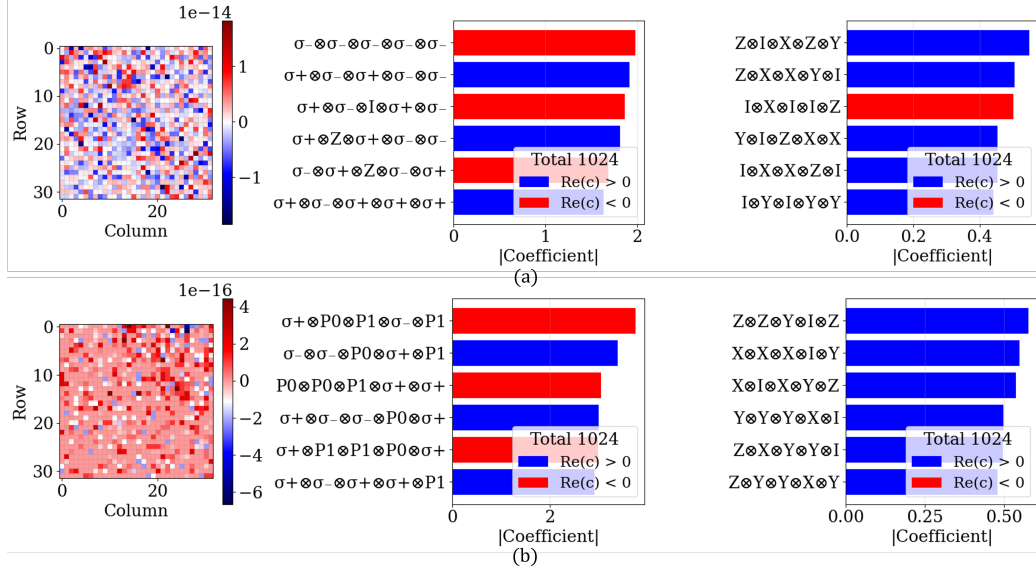 1e−14
0
10
20
30
Row
0
20
Column
1
0
−1
σ₋⊗σ₋⊗σ₋⊗σ₋⊗σ₋
σ+⊗σ₋⊗σ+⊗σ₋⊗σ₋
σ+⊗σ₋⊗I⊗σ+⊗σ₋
σ+⊗Z⊗σ+⊗σ₋⊗σ₋
σ₋⊗σ+⊗Z⊗σ₋⊗σ+
σ+⊗σ₋⊗σ+⊗σ+⊗σ+
Total 1024
Re(c) > 0
Re(c) < 0
0 1 2
|Coefficient|
Z⊗I⊗X⊗Z⊗Y
Z⊗X⊗X⊗Y⊗I
I⊗X⊗I⊗I⊗Z
Y⊗I⊗Z⊗X⊗X
I⊗X⊗X⊗Z⊗I
I⊗Y⊗I⊗Y⊗Y
Total 1024
Re(c) > 0
Re(c) < 0
0.0 0.2 0.4
|Coefficient|
(a)
1e−16
0
10
20
30
Row
0 20
Column
4
2
0
−2
−4
−6
σ+⊗P0⊗P1⊗σ₋⊗P1
σ₋⊗σ₋⊗P0⊗σ+⊗P1
P0⊗P0⊗P1⊗σ+⊗σ+
σ+⊗σ₋⊗σ₋⊗P0⊗σ+
σ+⊗P1⊗P1⊗P0⊗σ+
σ+⊗σ₋⊗σ+⊗σ+⊗P1
Total 1024
Re(c) > 0
Re(c) < 0
0 2
|Coefficient|
Z⊗Z⊗Y⊗I⊗Z
X⊗X⊗X⊗I⊗Y
X⊗I⊗X⊗Y⊗Z
Y⊗Y⊗Y⊗X⊗I
Z⊗X⊗Y⊗Y⊗I
Z⊗Y⊗Y⊗X⊗Y
Total 1024
Re(c) > 0
Re(c) < 0
0.00 0.25 0.50
|Coefficient|
(b)